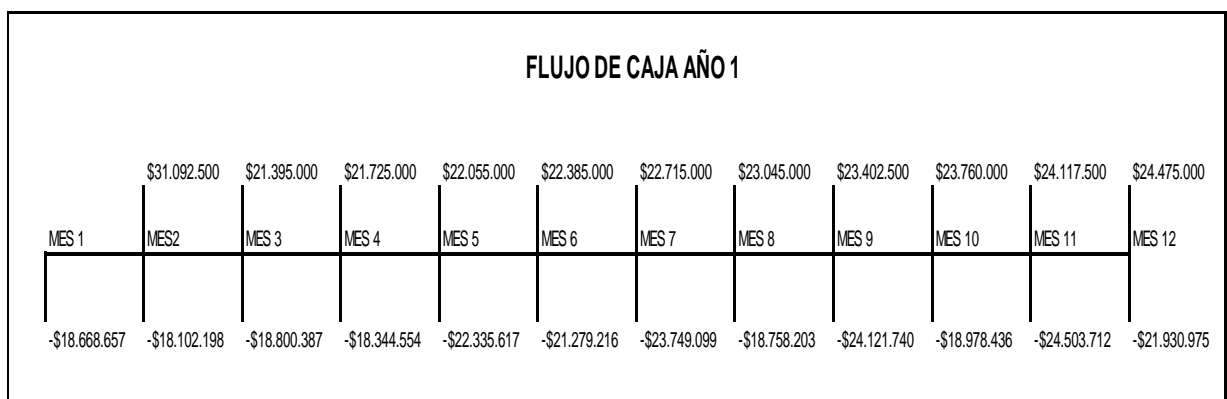 FLUJO DE CAJA AÑO 1
$31.092.500 $21.395.000 $21.725.000 $22.055.000 $22.385.000 $22.715.000 $23.045.000 $23.402.500 $23.760.000 $24.117.500 $24.475.000
MES 1 MES2 MES 3 MES 4 MES 5 MES 6 MES 7 MES 8 MES 9 MES 10 MES 11 MES 12
-$18.668.657 -$18.102.198 -$18.800.387 -$18.344.554 -$22.335.617 -$21.279.216 -$23.749.099 -$18.758.203 -$24.121.740 -$18.978.436 -$24.503.712 -$21.930.975